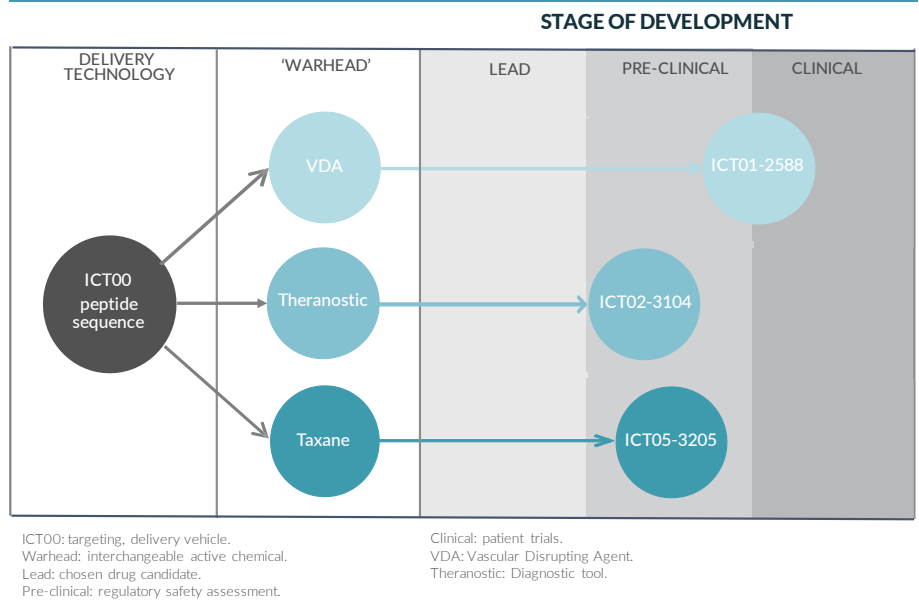 STAGE OF DEVELOPMENT
DELIVERY
TECHNOLOGY
‘WARHEAD’
LEAD
PRE-CLINICAL
CLINICAL
VDA
ICT01-2588
ICT00
peptide
sequence
Theranostic
ICT02-3104
Taxane
ICT05-3205
ICT00: targeting, delivery vehicle.
Warhead: interchangeable active chemical.
Lead: chosen drug candidate.
Pre-clinical: regulatory safety assessment.
Clinical: patient trials.
VDA: Vascular Disrupting Agent.
Theranostic: Diagnostic tool.